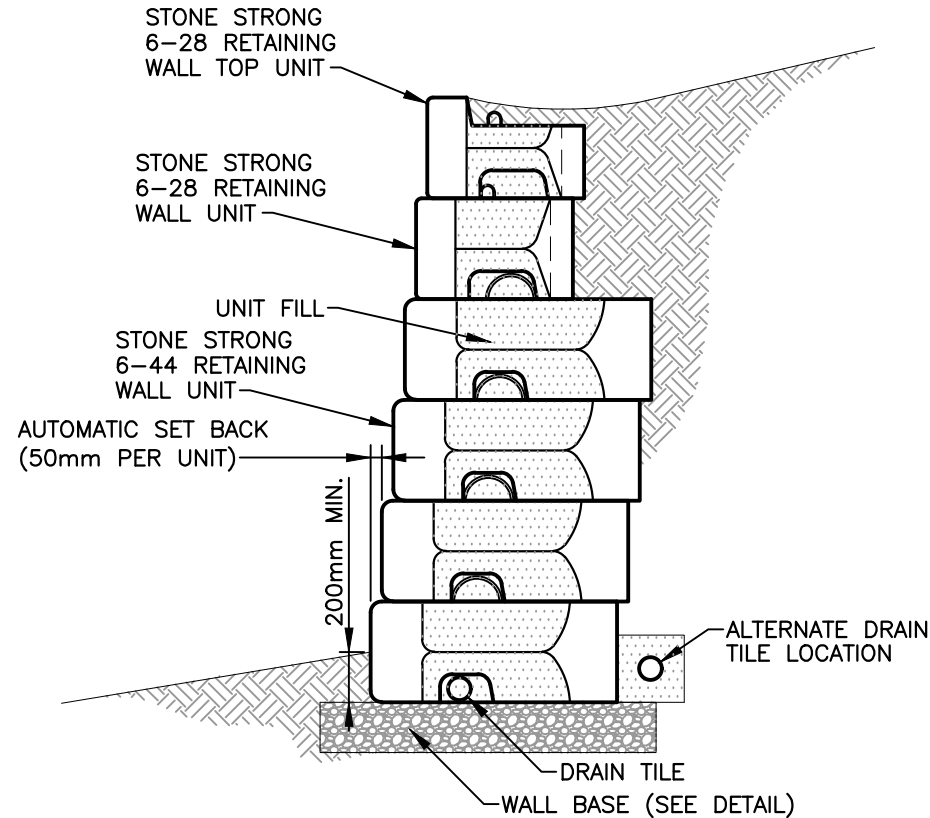 STONE STRONG
6-28 RETAINING
WALL TOP UNIT
STONE STRONG
6-28 RETAINING
WALL UNIT
UNIT FILL
STONE STRONG
6-44 RETAINING
WALL UNIT
AUTOMATIC SET BACK
(50mm PER UNIT)
200mm MIN.
ALTERNATE DRAIN
TILE LOCATION
DRAIN TILE
WALL BASE (SEE DETAIL)